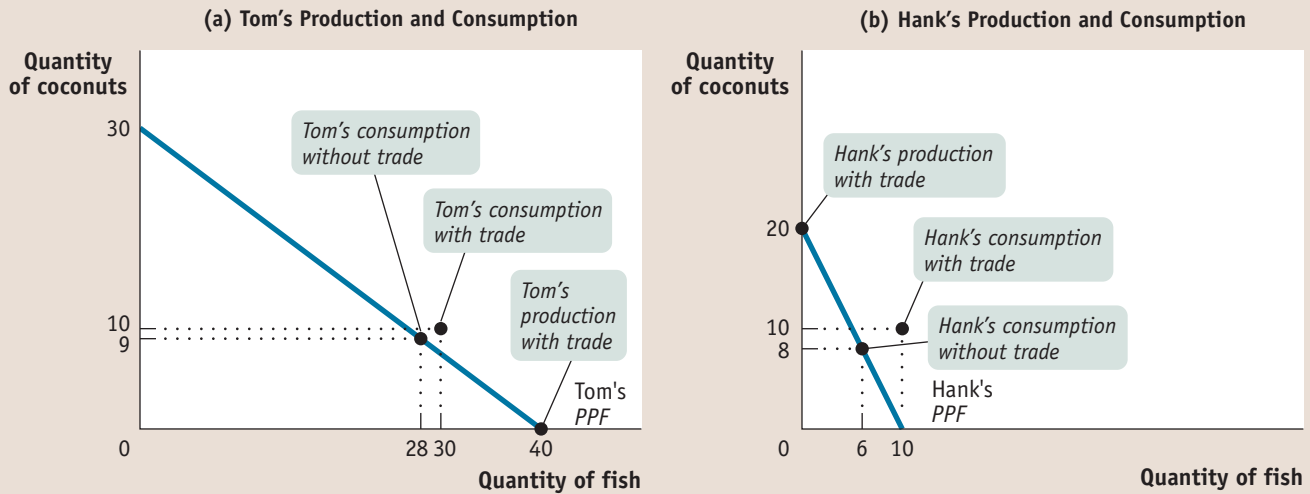 (a) Tom's Production and Consumption
Quantity
of coconuts
30
10
9
0
28 30
40
Quantity of fish
Tom's consumption
without trade
Tom's consumption
with trade
Tom's
production
with trade
Tom's
PPF
(b) Hank's Production and Consumption
Quantity
of coconuts
20
10
8
0
6
10
Quantity of fish
Hank's production
with trade
Hank's consumption
with trade
Hank's consumption
without trade
Hank's
PPF